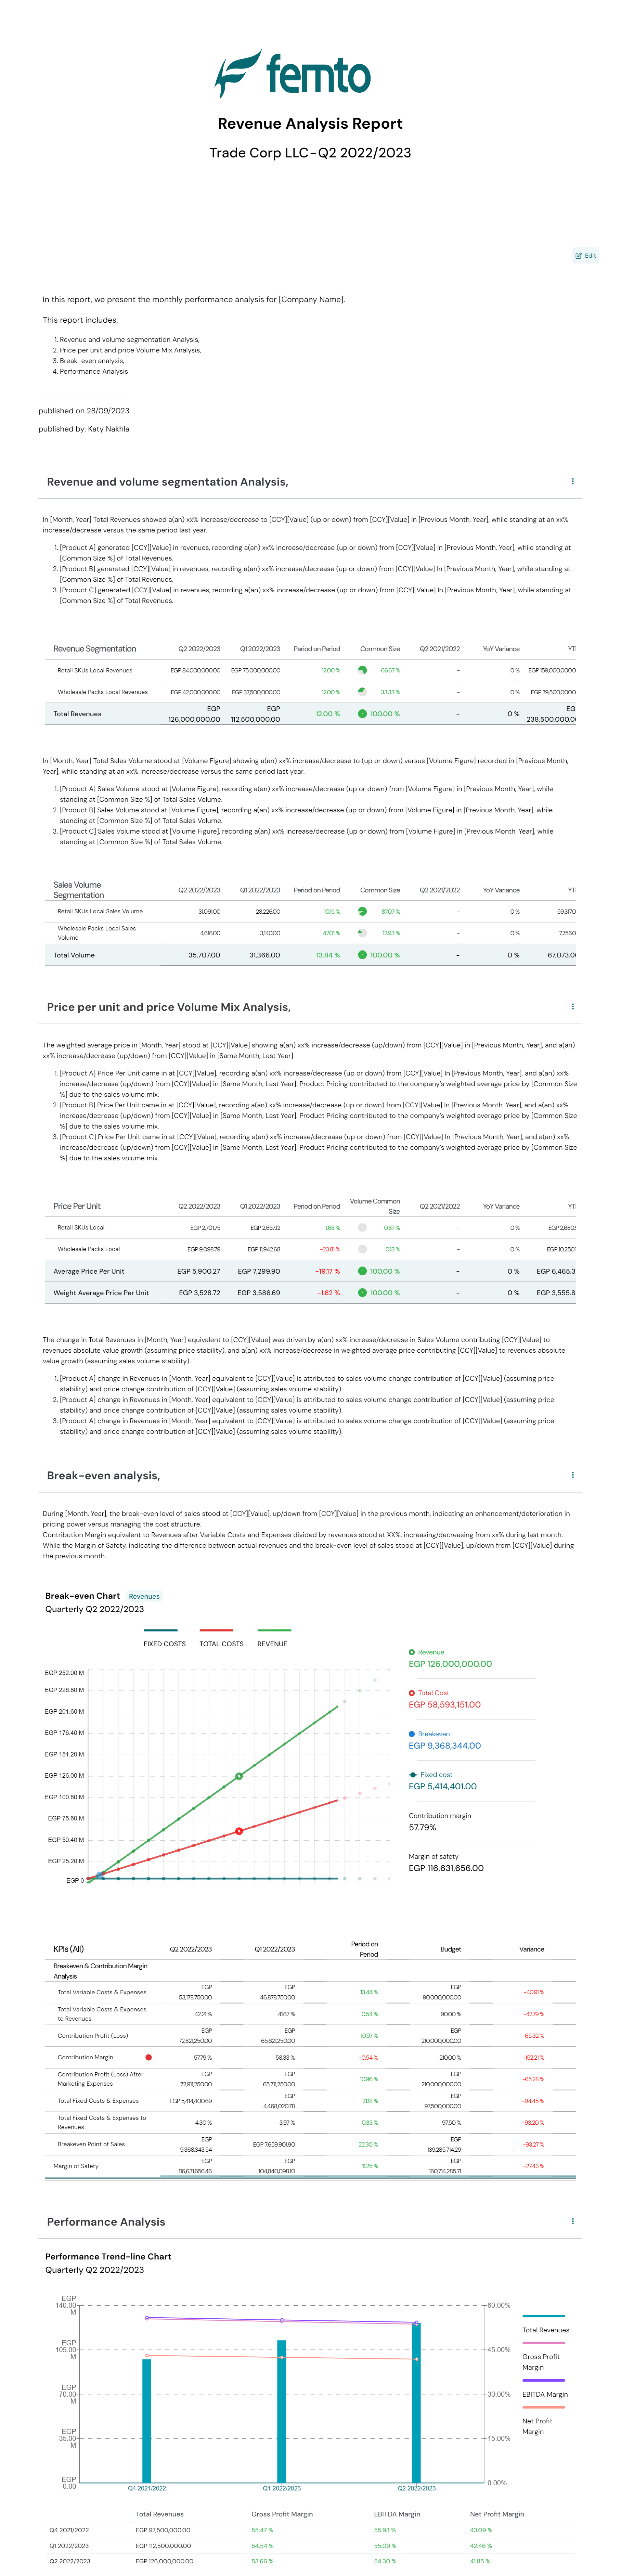 femto
Revenue Analysis Report
Trade Corp LLC-Q2 2022/2023
Edit
In this report, we present the monthly performance analysis for [Company Name].
This report includes:
1. Revenue and volume segmentation Analysis,
2. Price per unit and price Volume Mix Analysis,
3. Break-even analysis,
4. Performance Analysis
published on 28/09/2023
published by: Katy Nakhla
Revenue and volume segmentation Analysis,
In [Month, Year] Total Revenues showed a(an) xx% increase/decrease to [CCY][Value] (up or down) from [CCY][Value] In [Previous Month, Year], while standing at an xx%
increase/decrease versus the same period last year.
1. [Product A] generated [CCY][Value] in revenues, recording a(an) xx% increase/decrease (up or down) from [CCY][Value] In [Previous Month, Year], while standing at
[Common Size %] of Total Revenues.
2. [Product B] generated [CCY][Value] in revenues, recording a(an) xx% increase/decrease (up or down) from [CCY][Value] In [Previous Month, Year], while standing at
[Common Size %] of Total Revenues.
3. [Product C] generated [CCY][Value] in revenues, recording a(an) xx% increase/decrease (up or down) from [CCY][Value] In [Previous Month, Year], while standing at
[Common Size %] of Total Revenues.
Revenue Segmentation Q2 2022/2023 Q1 2022/2023 Period on Period Common Size Q2 2021/2022 YoY Variance
Retail SKUs Local Revenues EGP 84,000,000.00 EGP 75,000,000.00 12.00 % 66.67 % - 0 % EGP 159,000,000.0
Wholesale Packs Local Revenues EGP 42,000,000.00 EGP 37,500,000.00 12.00 % 33.33 % - 0 % EGP 79,500,000.0
Total Revenues EGP 126,000,000.00 EGP 112,500,000.00 12.00 % 100.00 % - 0 % 238,500,000.0
In [Month, Year] Total Sales Volume stood at [Volume Figure] showing a(an) xx% increase/decrease to (up or down) versus [Volume Figure] recorded in [Previous Month,
Year], while standing at an xx% increase/decrease versus the same period last year.
1. [Product A] Sales Volume stood at [Volume Figure], recording a(an) xx% increase/decrease (up or down) from [Volume Figure] in [Previous Month, Year], while
standing at [Common Size %] of Total Sales Volume.
2. [Product B] Sales Volume stood at [Volume Figure], recording a(an) xx% increase/decrease (up or down) from [Volume Figure] in [Previous Month, Year], while
standing at [Common Size %] of Total Sales Volume.
3. [Product C] Sales Volume stood at [Volume Figure], recording a(an) xx% increase/decrease (up or down) from [Volume Figure] in [Previous Month, Year], while
standing at [Common Size %] of Total Sales Volume.
Sales Volume Segmentation Q2 2022/2023 Q1 2022/2023 Period on Period Common Size Q2 2021/2022 YoY Variance
Retail SKUs Local Sales Volume 31,091.00 28,226.00 10.15 % 87.07 % - 0 % 59,317.0
Wholesale Packs Local Sales Volume 4,616.00 3,140.00 47.01 % 12.93 % - 0 % 7,756.0
Total Volume 35,707.00 31,366.00 13.84 % 100.00 % - 0 % 67,073.0
Price per unit and price Volume Mix Analysis,
The weighted average price in [Month, Year] stood at [CCY][Value] showing a(an) xx% increase/decrease (up/down) from [CCY][Value] in [Previous Month, Year], and a(an)
xx% increase/decrease (up/down) from [CCY][Value] in [Same Month, Last Year]
1. [Product A] Price Per Unit came in at [CCY][Value], recording a(an) xx% increase/decrease (up or down) from [CCY][Value] In [Previous Month, Year], and a(an) xx%
increase/decrease (up/down) from [CCY][Value] in [Same Month, Last Year]. Product Pricing contributed to the company's weighted average price by [Common Size
%] due to the sales volume mix.
2. [Product B] Price Per Unit came in at [CCY][Value], recording a(an) xx% increase/decrease (up or down) from [CCY][Value] In [Previous Month, Year], and a(an) xx%
increase/decrease (up/down) from [CCY][Value] in [Same Month, Last Year]. Product Pricing contributed to the company's weighted average price by [Common Size
%] due to the sales volume mix.
3. [Product C] Price Per Unit came in at [CCY][Value], recording a(an) xx% increase/decrease (up or down) from [CCY][Value] In [Previous Month, Year], and a(an) xx%
increase/decrease (up/down) from [CCY][Value] in [Same Month, Last Year]. Product Pricing contributed to the company's weighted average price by [Common Size
%] due to the sales volume mix.
Price Per Unit Q2 2022/2023 Q1 2022/2023 Period on Period Volume Common Size Q2 2021/2022 YoY Variance
Retail SKUs Local EGP 2,701.75 EGP 2,657.12 1.68 % 0.87 % - 0 % EGP 2,680.
Wholesale Packs Local EGP 9,098.79 EGP 11,942.68 -23.81 % 0.13 % - 0 % EGP 10,250.
Average Price Per Unit EGP 5,900.27 EGP 7,299.90 -19.17 % 100.00 % - 0 % EGP 6,465.3
Weight Average Price Per Unit EGP 3,528.72 EGP 3,586.69 -1.62 % 100.00 % - 0 % EGP 3,555.8
The change in Total Revenues in [Month, Year] equivalent to [CCY][Value] was driven by a(an) xx% increase/decrease in Sales Volume contributing [CCY][Value] to
revenues absolute value growth (assuming price stability), and a(an) xx% increase/decrease in weighted average price contributing [CCY][Value] to revenues absolute
value growth (assuming sales volume stability).
1. [Product A] change in Revenues in [Month, Year] equivalent to [CCY][Value] is attributed to sales volume change contribution of [CCY][Value] (assuming price
stability) and price change contribution of [CCY][Value] (assuming sales volume stability).
2. [Product A] change in Revenues in [Month, Year] equivalent to [CCY][Value] is attributed to sales volume change contribution of [CCY][Value] (assuming price
stability) and price change contribution of [CCY][Value] (assuming sales volume stability).
3. [Product A] change in Revenues in [Month, Year] equivalent to [CCY][Value] is attributed to sales volume change contribution of [CCY][Value] (assuming price
stability) and price change contribution of [CCY][Value] (assuming sales volume stability).
Break-even analysis,
During [Month, Year], the break-even level of sales stood at [CCY][Value], up/down from [CCY][Value] in the previous month, indicating an enhancement/deterioration in
pricing power versus managing the cost structure.
Contribution Margin equivalent to Revenues after Variable Costs and Expenses divided by revenues stood at XX%, increasing/decreasing from xx% during last month.
While the Margin of Safety, indicating the difference between actual revenues and the break-even level of sales stood at [CCY][Value], up/down from [CCY][Value] during
the previous month.
Break-even Chart Revenues
Quarterly Q2 2022/2023
FIXED COSTS TOTAL COSTS REVENUE
EGP 252.00 M
EGP 226.80 M
EGP 201.60 M
EGP 176.40 M
EGP 151.20 M
EGP 126.00 M
EGP 100.80 M
EGP 75.60 M
EGP 50.40 M
EGP 25.20 M
EGP 0
Revenue
EGP 126,000,000.00
Total Cost
EGP 58,593,151.00
Breakeven
EGP 9,368,344.00
Fixed cost
EGP 5,414,401.00
Contribution margin
57.79%
Margin of safety
EGP 116,631,656.00
KPIs (All) Q2 2022/2023 Q1 2022/2023 Period on Period Budget Variance
Breakeven & Contribution Margin Analysis
Total Variable Costs & Expenses EGP 53,178,750.00 EGP 46,878,750.00 13.44 % EGP 90,000,000.00 -40.91 %
Total Variable Costs & Expenses to Revenues 42.21 % 41.67 % 0.54 % 90.00 % -47.79 %
Contribution Profit (Loss) EGP 72,821,250.00 EGP 65,621,250.00 10.97 % EGP 210,000,000.00 -65.32 %
Contribution Margin 57.79 % 58.33 % -0.54 % 210.00 % -152.21 %
Contribution Profit (Loss) After Marketing Expenses EGP 72,911,250.00 EGP 65,711,250.00 10.96 % EGP 210,000,000.00 -65.28 %
Total Fixed Costs & Expenses EGP 5,414,400.69 EGP 4,468,020.78 21.18 % EGP 97,500,000.00 -94.45 %
Total Fixed Costs & Expenses to Revenues 4.30 % 3.97 % 0.33 % 97.50 % -93.20 %
Breakeven Point of Sales EGP 9,368,343.54 EGP 7,659,901.90 22.30 % EGP 139,285,714.29 -93.27 %
Margin of Safety EGP 116,631,656.46 EGP 104,840,098.10 11.25 % EGP 160,714,285.71 -27.43 %
Performance Analysis
Performance Trend-line Chart
Quarterly Q2 2022/2023
EGP 140.00 M
EGP 105.00 M
EGP 70.00 M
EGP 35.00 M
EGP 0.00
60.00%
45.00%
30.00%
15.00%
0.00%
Q4 2021/2022 Q1 2022/2023 Q2 2022/2023
Total Revenues
Gross Profit Margin
EBITDA Margin
Net Profit Margin
Total Revenues Gross Profit Margin EBITDA Margin Net Profit Margin
Q4 2021/2022 EGP 97,500,000.00 55.47 % 55.93 % 43.09 %
Q1 2022/2023 EGP 112,500,000.00 54.54 % 55.09 % 42.46 %
Q2 2022/2023 EGP 126,000,000.00 53.66 % 54.30 % 41.85 %